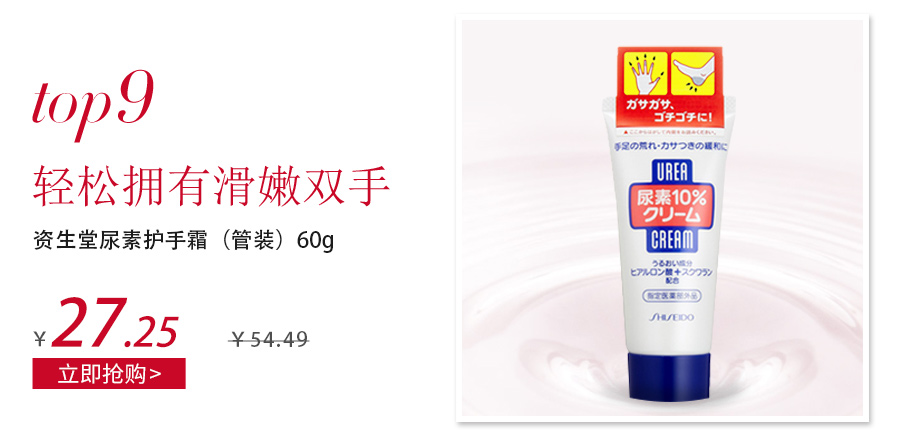 top9
轻松拥有滑嫩双手
资生堂尿素护手霜（管装）60g
¥ 27.25 ¥54.49
立即抢购>
ガサガサ、
ゴチゴチに!
手足の荒れ・カサつきの緩和に
UREA
尿素10%
クリーム
CREAM
うるおい成分
ヒアルロン酸+スクワラン
配合
指定医薬部外品
SHISEIDO